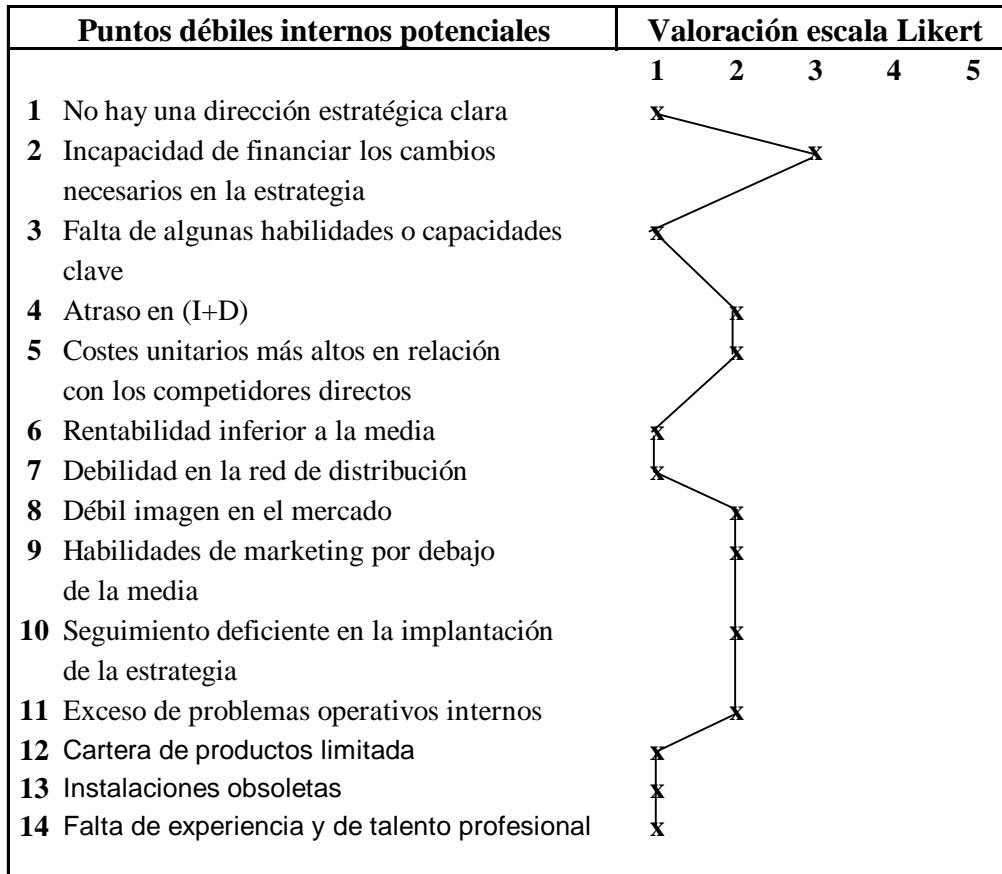 Puntos débiles internos potenciales Valoración escala Likert
1 2 3 4 5
1 No hay una dirección estratégica clara x
2 Incapacidad de financiar los cambios x
necesarios en la estrategia
3 Falta de algunas habilidades o capacidades x
clave
4 Atraso en (I+D) x
5 Costes unitarios más altos en relación x
con los competidores directos
6 Rentabilidad inferior a la media x
7 Debilidad en la red de distribución x
8 Débil imagen en el mercado x
9 Habilidades de marketing por debajo x
de la media
10 Seguimiento deficiente en la implantación x
de la estrategia
11 Exceso de problemas operativos internos x
12 Cartera de productos limitada x
13 Instalaciones obsoletas x
14 Falta de experiencia y de talento profesional x